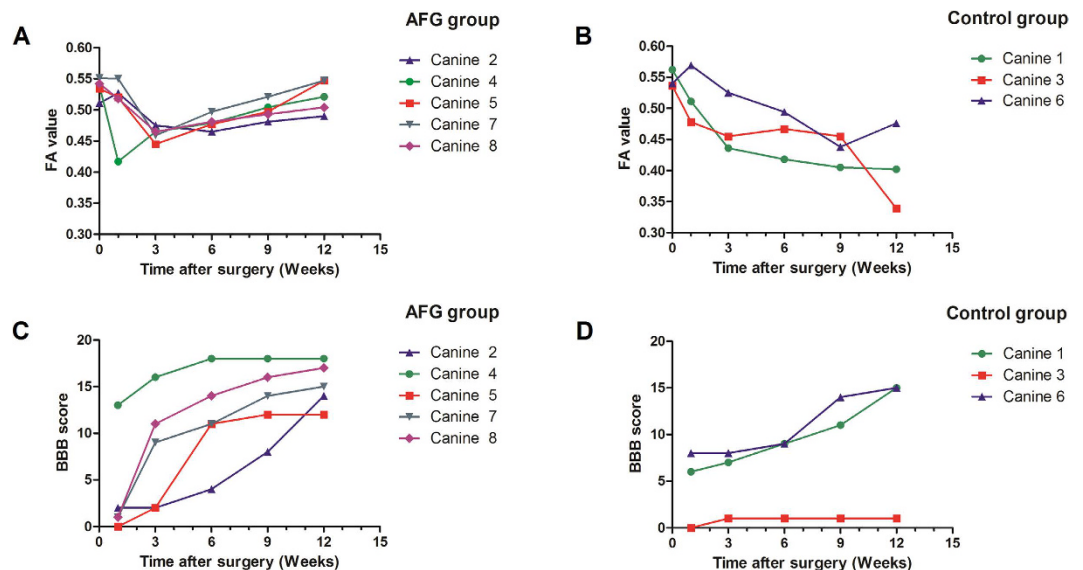 A
AFG group
0.60
0.55
0.50
0.45
0.40
0.35
0.30
FA value
0 3 6 9 12 15
Time after surgery (Weeks)
Canine 2
Canine 4
Canine 5
Canine 7
Canine 8
B
Control group
0.60
0.55
0.50
0.45
0.40
0.35
0.30
FA value
0 3 6 9 12 15
Time after surgery (Weeks)
Canine 1
Canine 3
Canine 6
C
AFG group
20
15
10
5
0
BBB score
0 3 6 9 12 15
Time after surgery (Weeks)
Canine 2
Canine 4
Canine 5
Canine 7
Canine 8
D
Control group
20
15
10
5
0
BBB score
0 3 6 9 12 15
Time after surgery (Weeks)
Canine 1
Canine 3
Canine 6